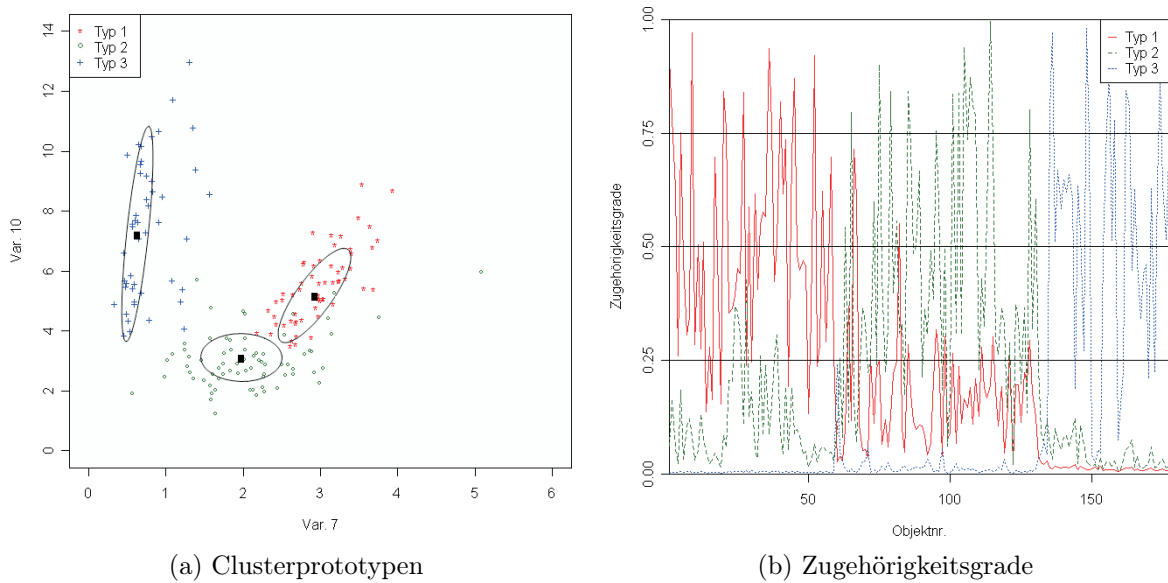 Typ 1
Typ 2
Typ 3
14
12
10
8
6
4
2
0
Var. 10
0 1 2 3 4 5 6
Var. 7
(a) Clusterprototypen
Typ 1
Typ 2
Typ 3
1.00
0.75
0.50
0.25
0.00
Zugehörigkeitsgrade
50 100 150
Objektnr.
(b) Zugehörigkeitsgrade